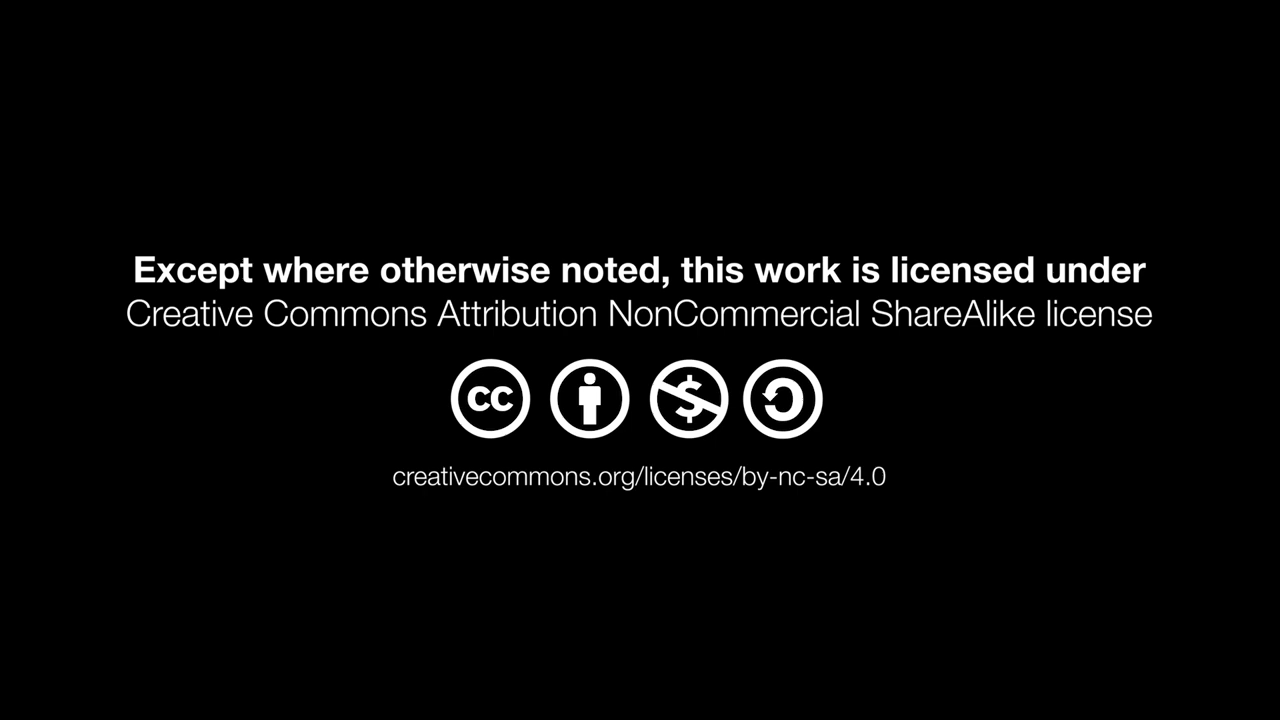 Except where otherwise noted, this work is licensed under
Creative Commons Attribution NonCommercial ShareAlike license
cc
creativecommons.org/licenses/by-nc-sa/4.0